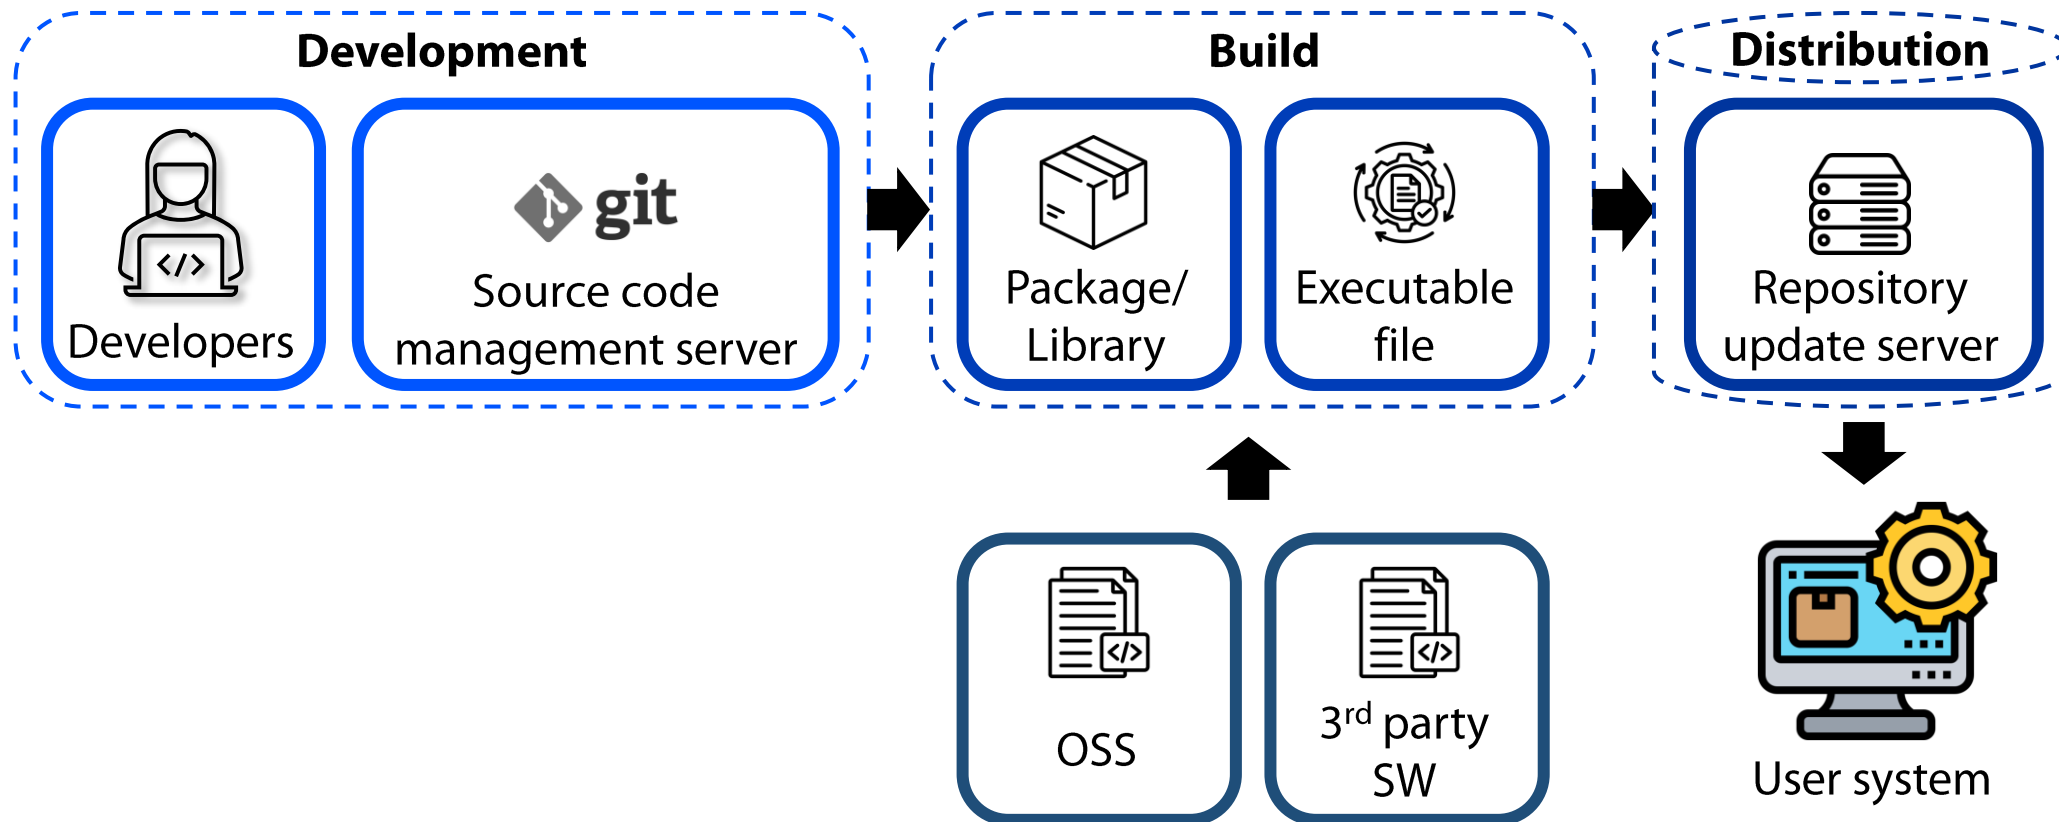 Development
Developers
git
Source code
management server
Build
Package/
Library
Executable
file
Distribution
Repository
update server
</>
OSS
</>
3rd party
SW
</>
User system